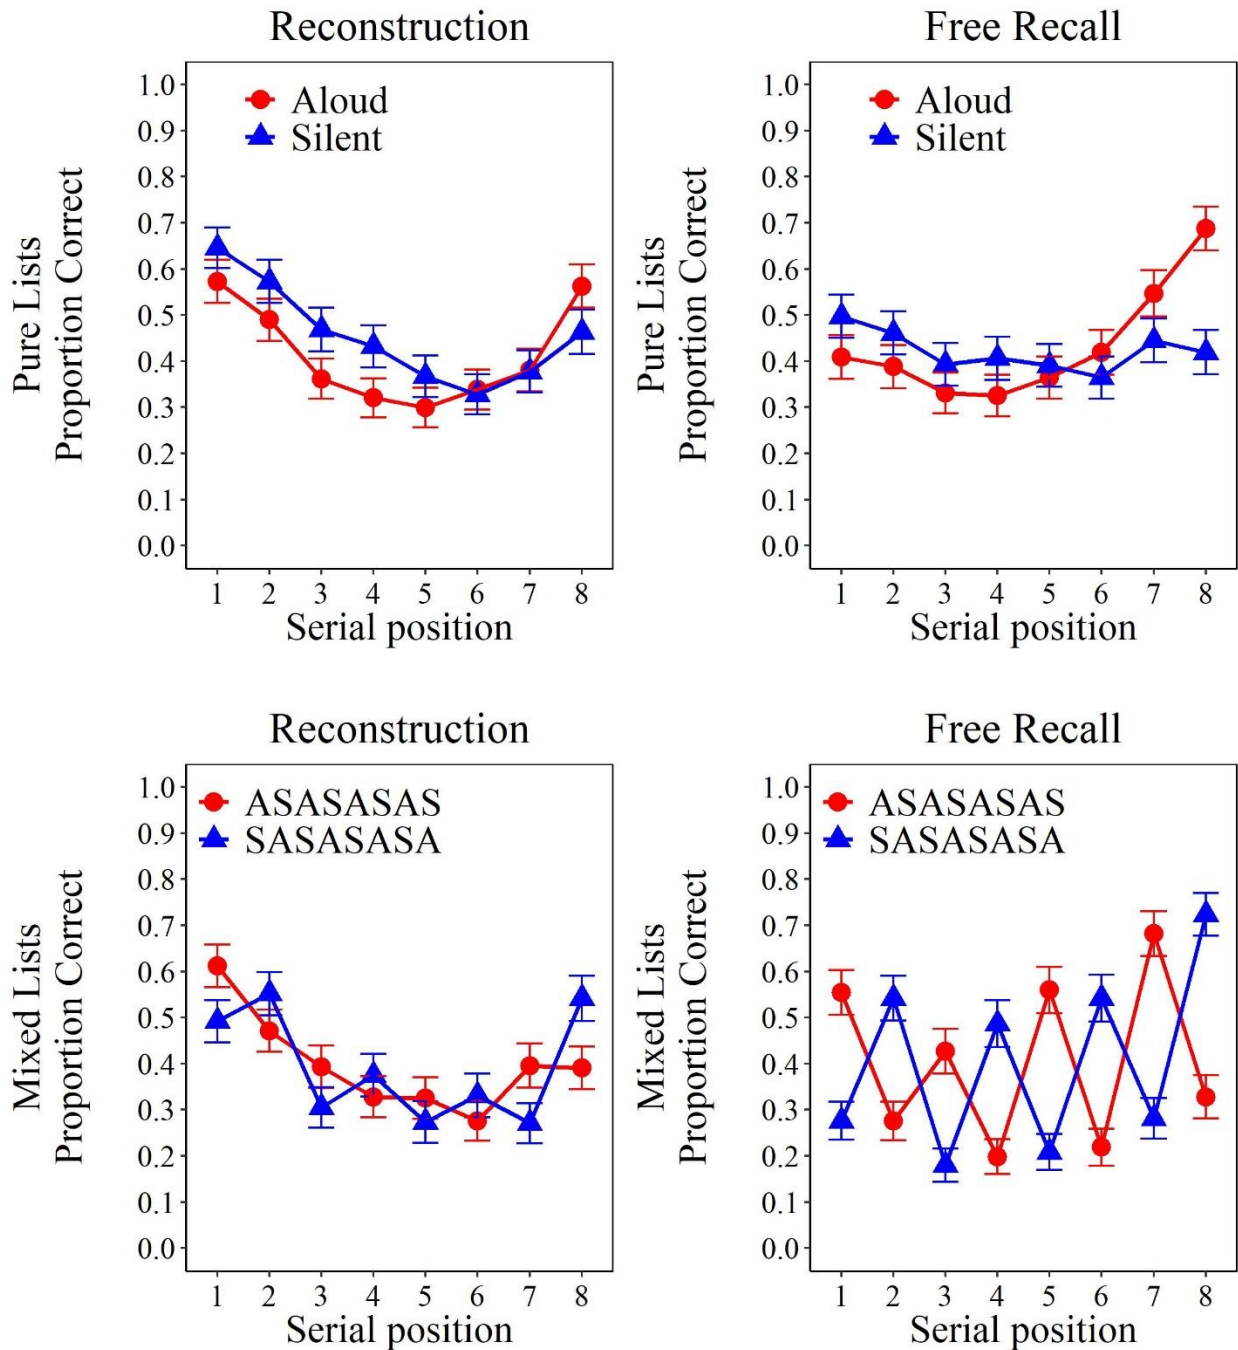 Reconstruction
Pure Lists
Proportion Correct
1.0
0.9
0.8
0.7
0.6
0.5
0.4
0.3
0.2
0.1
0.0
Aloud
Silent
1 2 3 4 5 6 7 8
Serial position
Free Recall
Pure Lists
Proportion Correct
1.0
0.9
0.8
0.7
0.6
0.5
0.4
0.3
0.2
0.1
0.0
Aloud
Silent
1 2 3 4 5 6 7 8
Serial position
Reconstruction
Mixed Lists
Proportion Correct
1.0
0.9
0.8
0.7
0.6
0.5
0.4
0.3
0.2
0.1
0.0
ASASASAS
SASASASA
1 2 3 4 5 6 7 8
Serial position
Free Recall
Mixed Lists
Proportion Correct
1.0
0.9
0.8
0.7
0.6
0.5
0.4
0.3
0.2
0.1
0.0
ASASASAS
SASASASA
1 2 3 4 5 6 7 8
Serial position